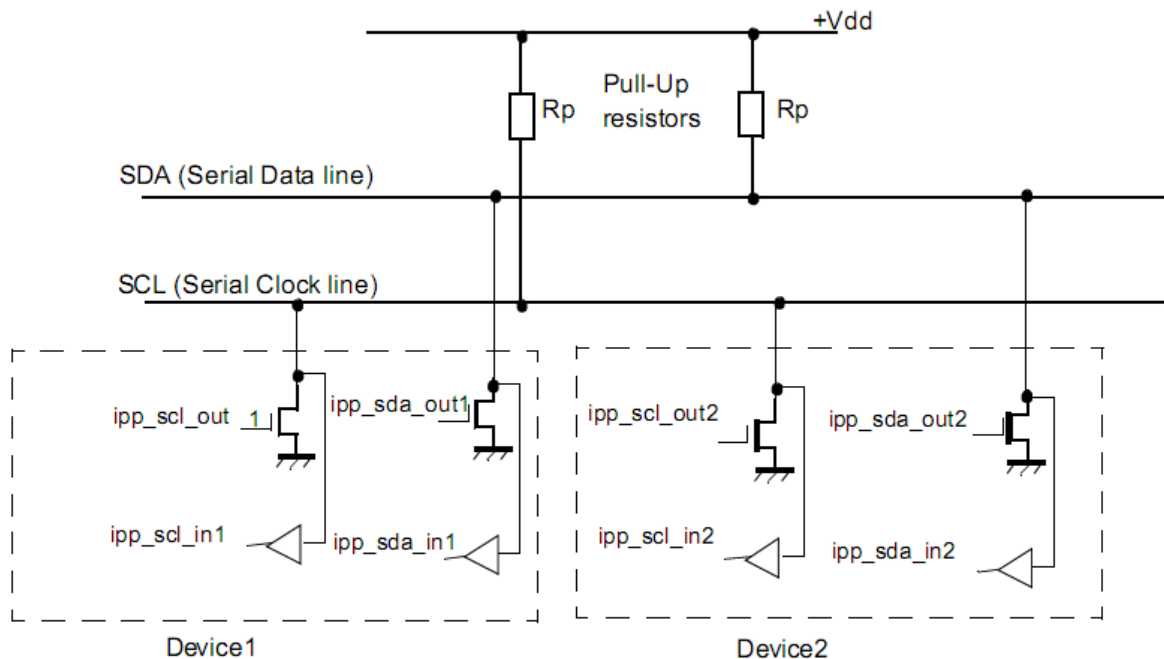 +Vdd
Pull-Up
resistors
Rp
Rp
SDA (Serial Data line)
SCL (Serial Clock line)
ipp_scl_out _1
ipp_sda_out1
ipp_scl_out2
ipp_sda_out2
ipp_scl_in1
ipp_sda_in1
ipp_scl_in2
ipp_sda_in2
Device1
Device2